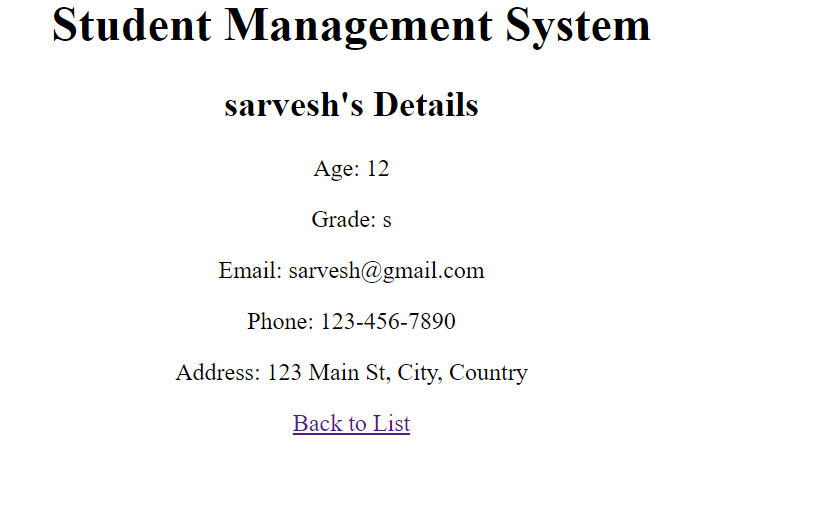 Student Management System
sarvesh's Details
Age: 12
Grade: s
Email: sarvesh@gmail.com
Phone: 123-456-7890
Address: 123 Main St, City, Country
Back to List